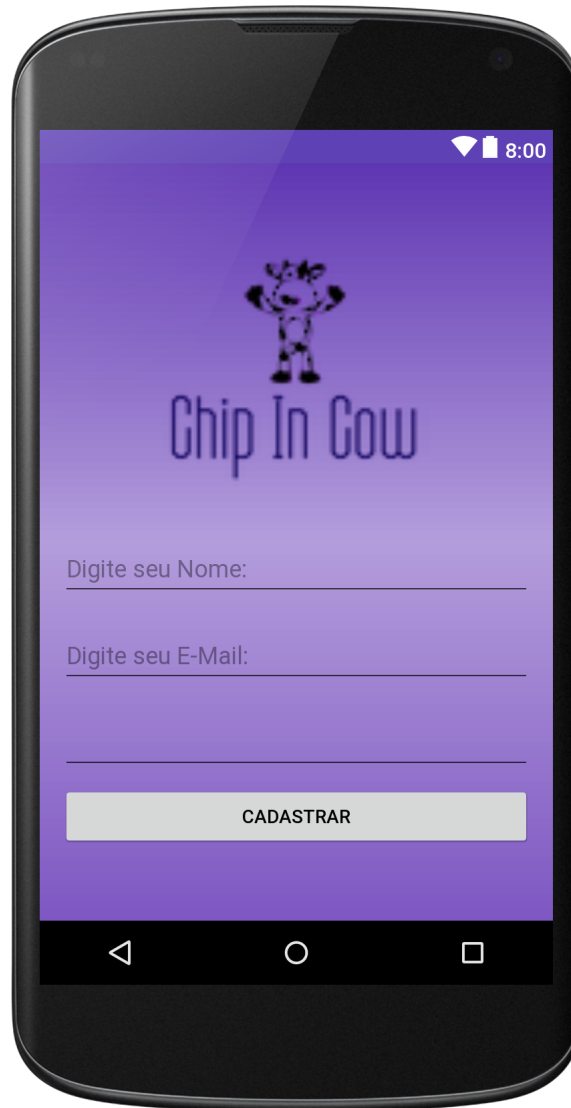 8:00
Chip In Cow
Digite seu Nome:
Digite seu E-Mail:
CADASTRAR